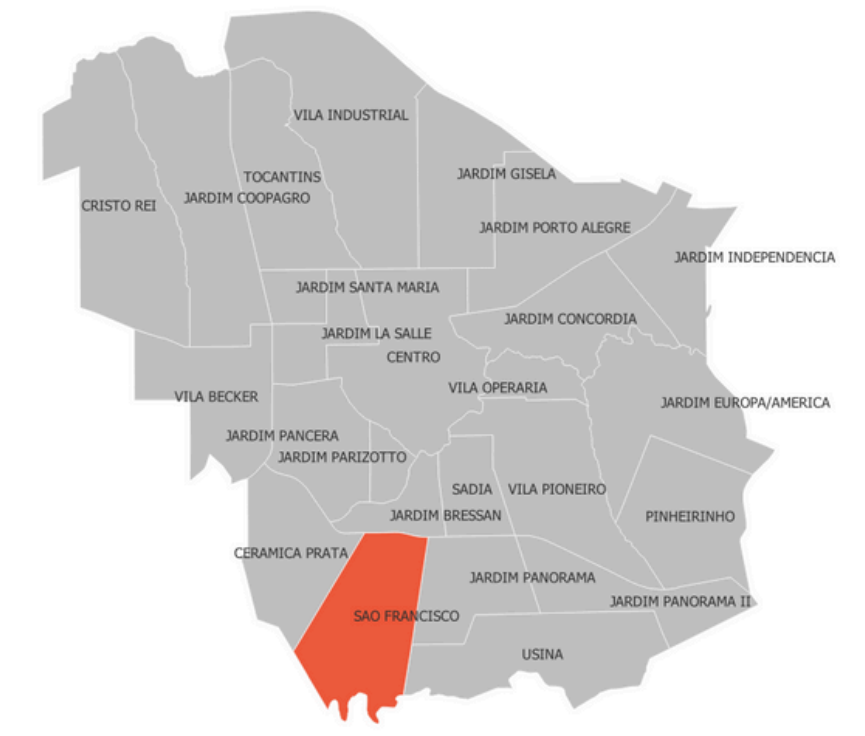 VILA INDUSTRIAL
JARDIM GISELA
TOCANTINS
JARDIM COOPAGRO
CRISTO REI
JARDIM PORTO ALEGRE
JARDIM INDEPENDENCIA
JARDIM SANTA MARIA
JARDIM CONCORDIA
JARDIM LA SALLE
CENTRO
VILA OPERARIA
VILA BECKER
JARDIM EUROPA/AMERICA
JARDIM PANCERA
JARDIM PARIZOTTO
SADIA
VILA PIONEIRO
JARDIM BRESSAN
PINHEIRINHO
CERAMICA PRATA
JARDIM PANORAMA
JARDIM PANORAMA II
SAO FRANCISCO
USINA